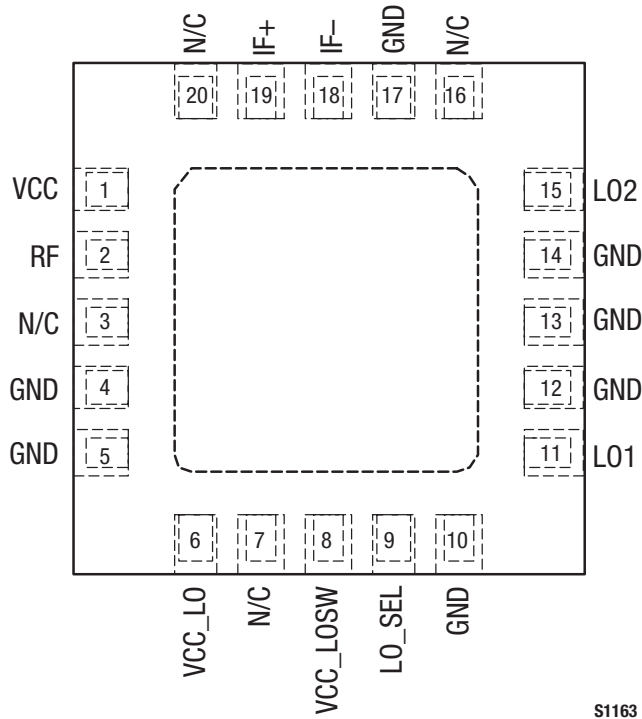 N/C
IF+
IF–
GND
N/C
20
19
18
17
16
VCC
1
15
LO2
RF
2
14
GND
N/C
3
13
GND
GND
4
12
GND
GND
5
11
LO1
6
7
8
9
10
VCC_LO
N/C
VCC_LOSW
LO_SEL
GND
S1163